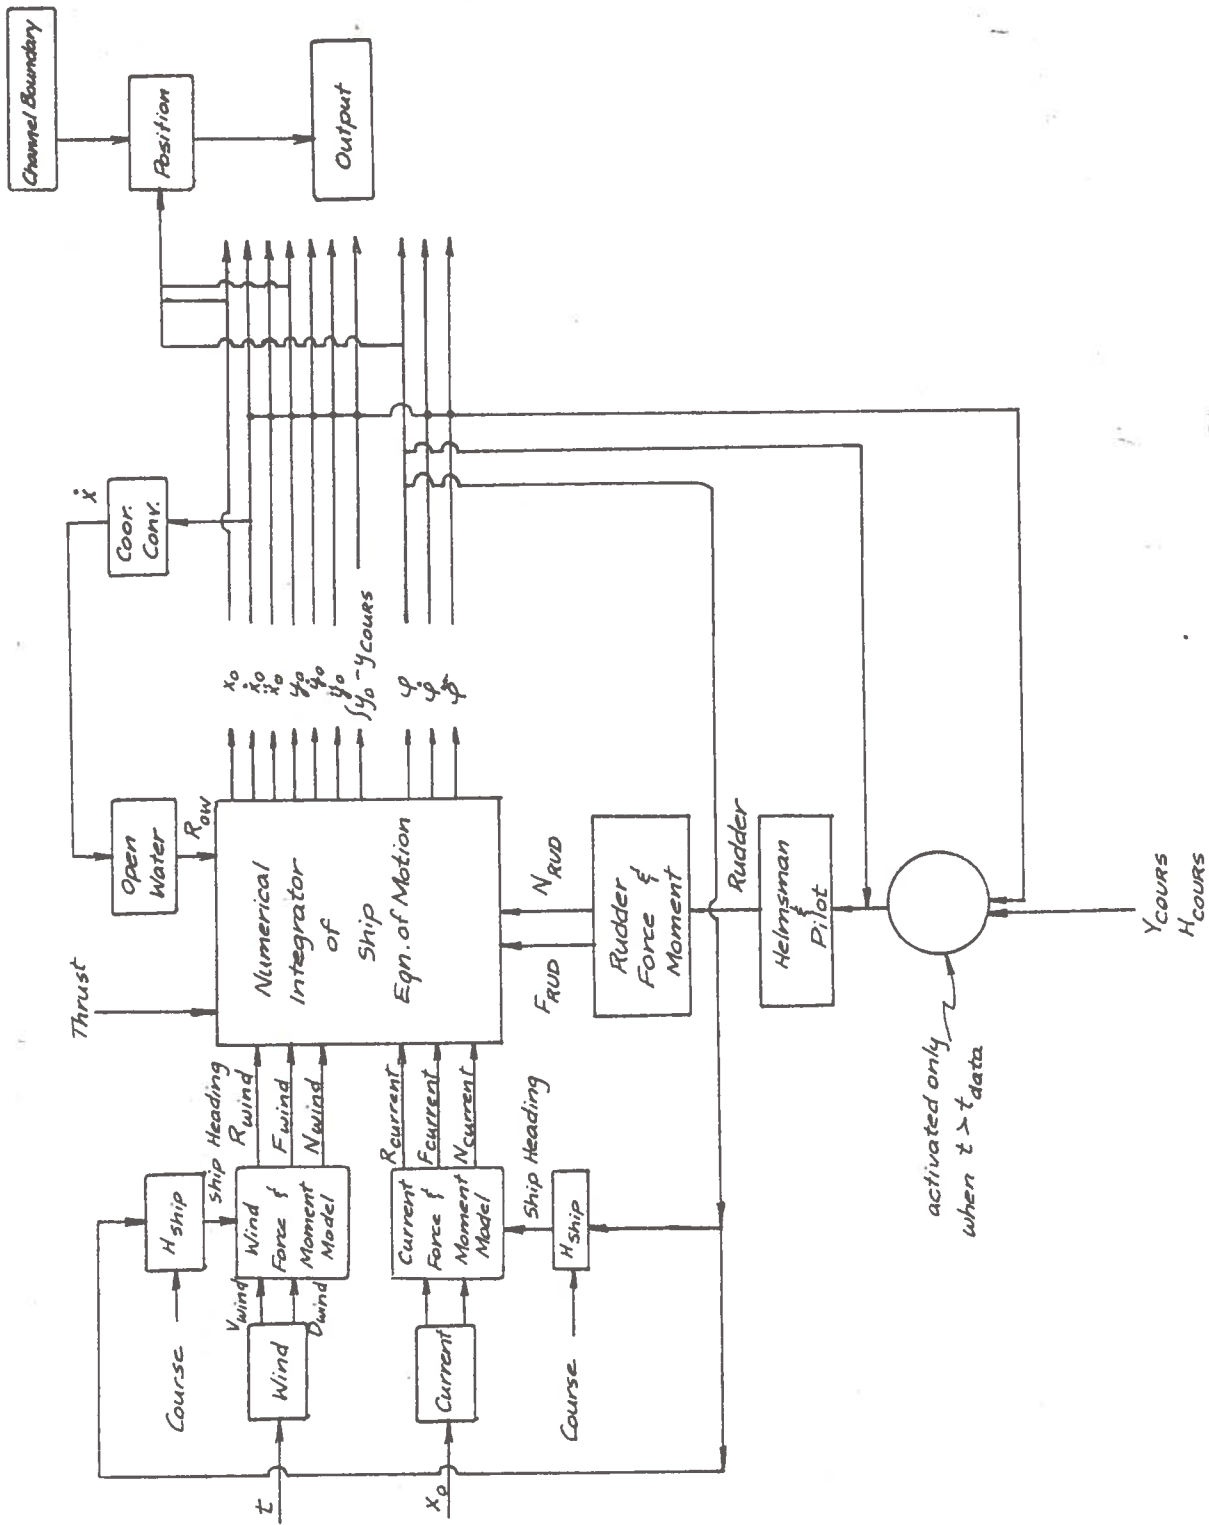 Channel Boundary
Position
Output
Coor.
Conv.
ẋ
Open
Water
R_OW
Thrust
Numerical
Integrator
of
Ship
Eqn. of Motion
x₀
ẋ₀
ẍ₀
y₀
ẏ₀
ÿ₀
∫y₀ - y_COURS
φ
φ̇
φ̈
Course
H_SHIP
Ship Heading
t
Wind
V_wind
D_wind
Wind
Force &
Moment
Model
R_wind
F_wind
N_wind
x₀
Current
Current
Force &
Moment
Model
R_current
F_current
N_current
Ship Heading
H_SHIP
Course
F_RUD
N_RUD
Rudder
Force &
Moment
Rudder
Helmsman
&
Pilot
activated only
when t > t_data
Y_COURS
H_COURS